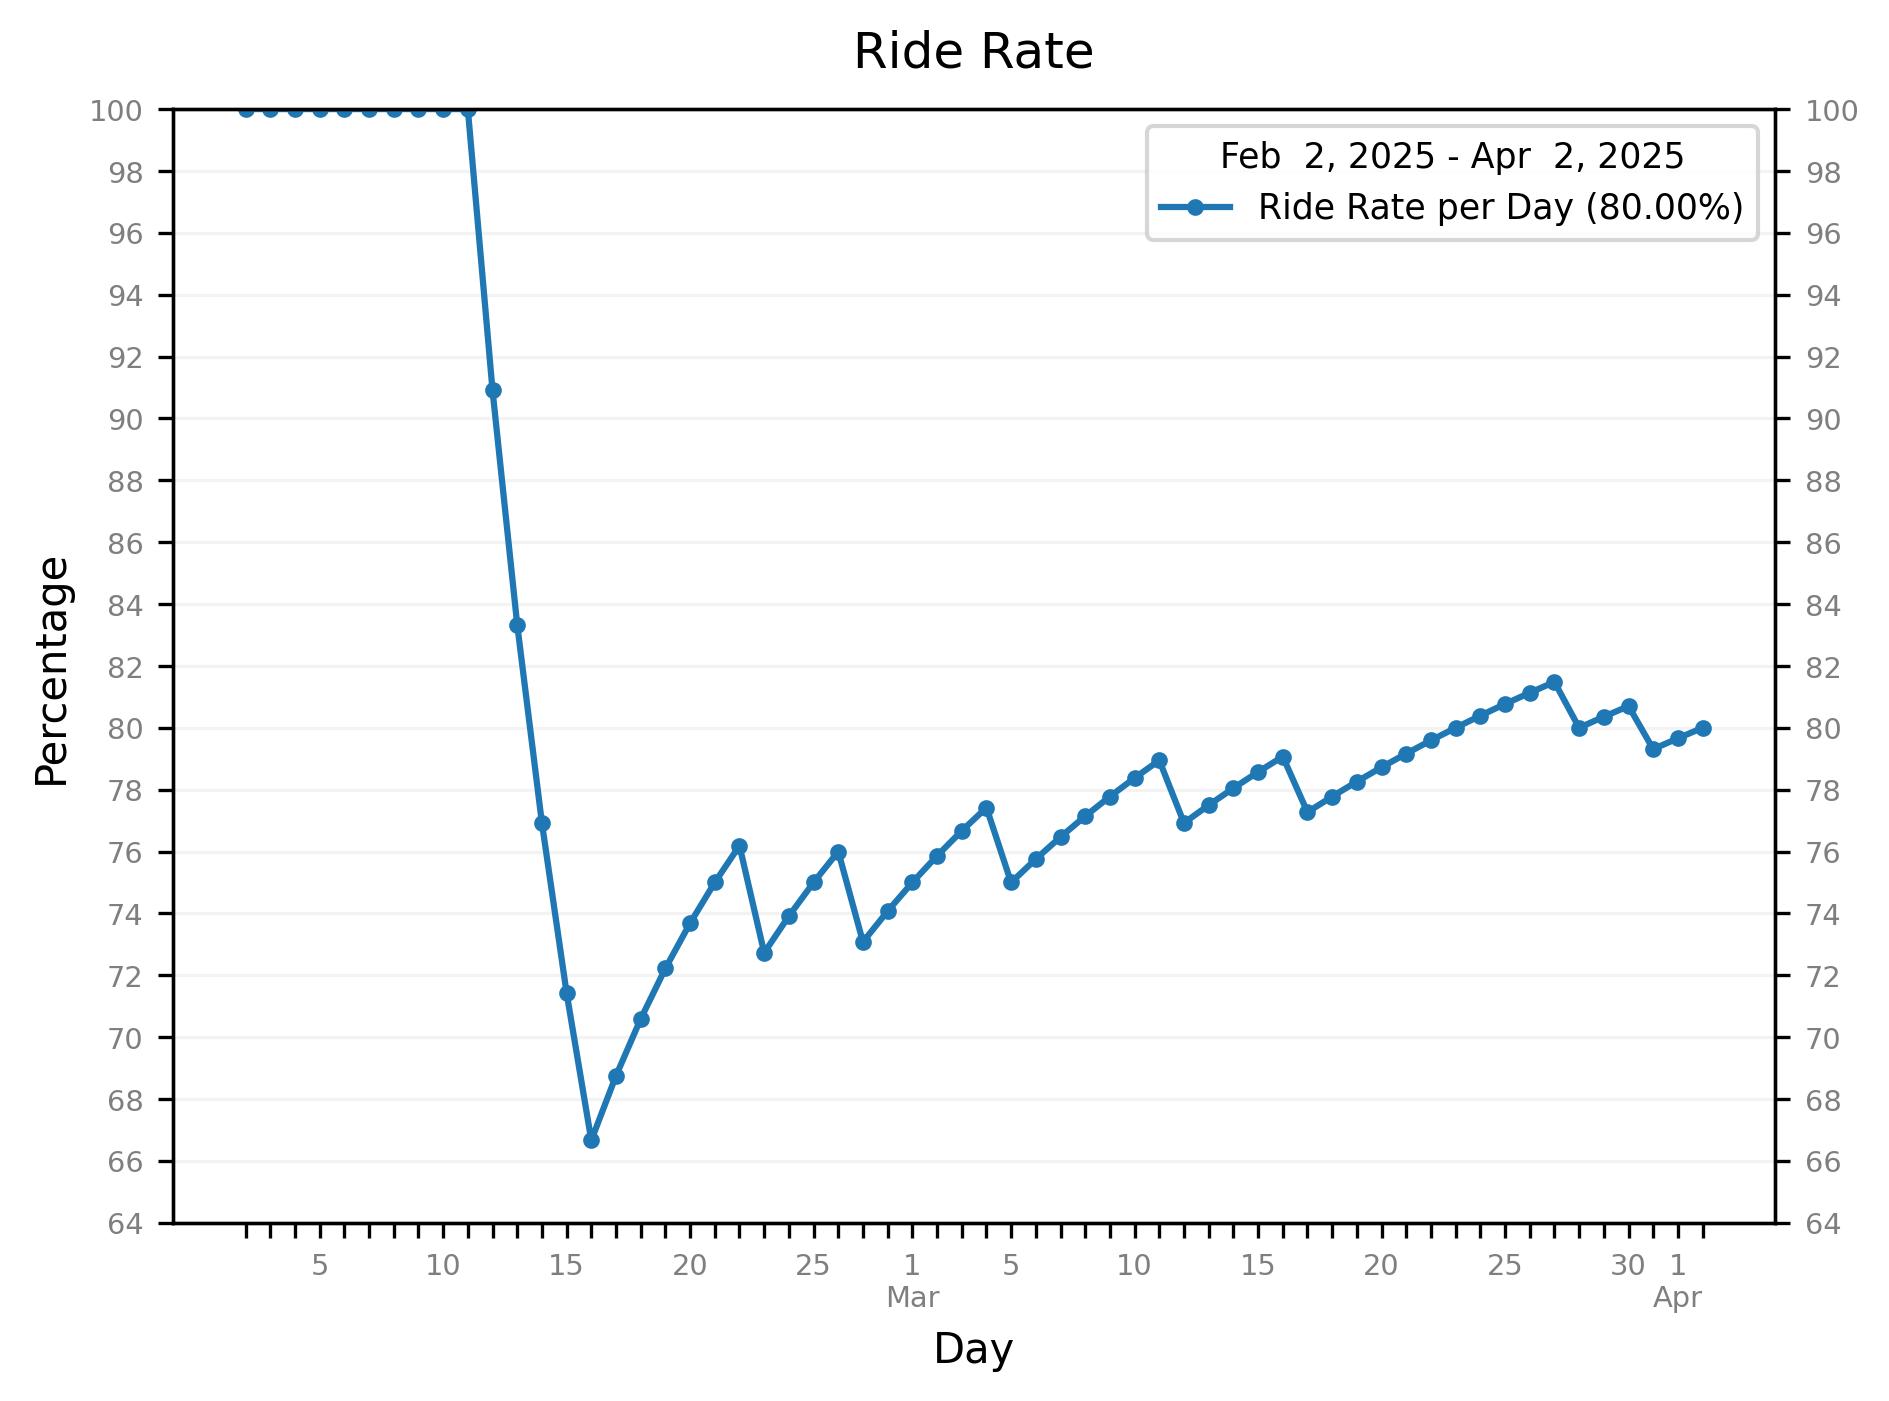 Ride Rate
Feb  2, 2025 - Apr  2, 2025
Ride Rate per Day (80.00%)
Percentage
100 100
98 98
96 96
94 94
92 92
90 90
88 88
86 86
84 84
82 82
80 80
78 78
76 76
74 74
72 72
70 70
68 68
66 66
64 64
5 10 15 20 25 1 5 10 15 20 25 30 1
Mar Apr
Day